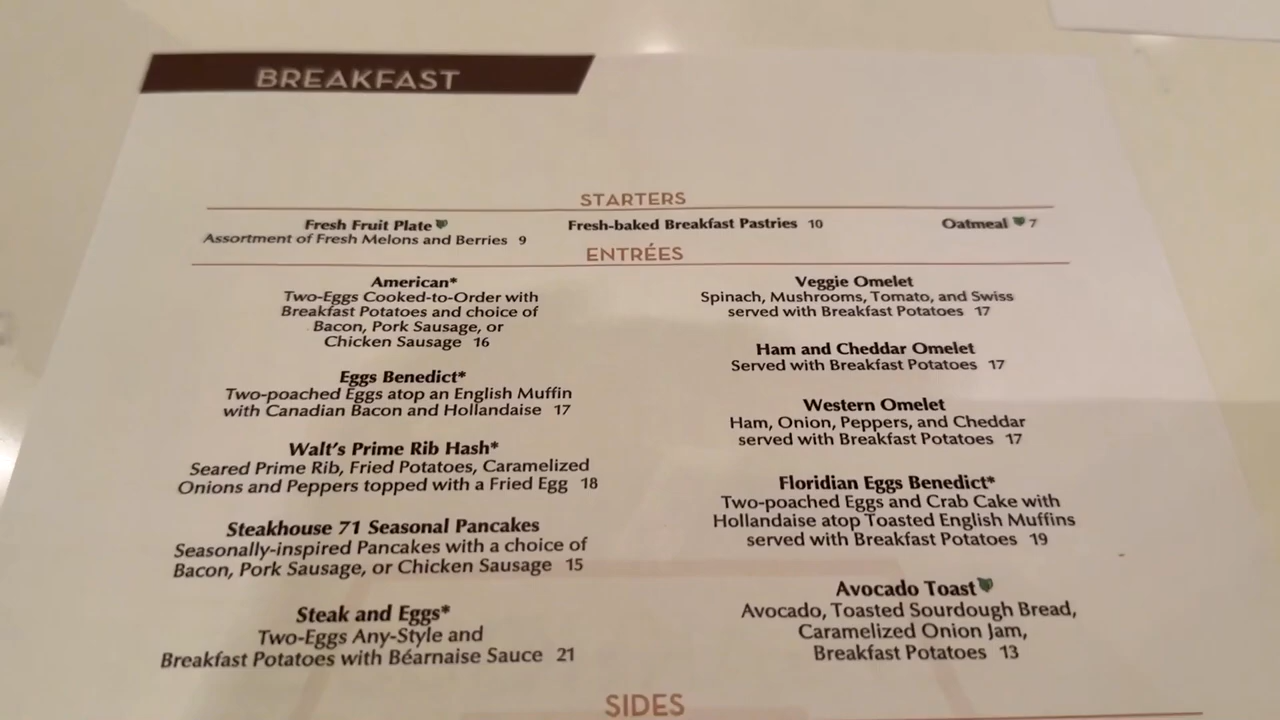 BREAKFAST
STARTERS
Fresh Fruit Plate
Assortment of Fresh Melons and Berries 9
Fresh-baked Breakfast Pastries 10
Oatmeal 7
ENTRÉES
American*
Two-Eggs Cooked-to-Order with
Breakfast Potatoes and choice of
Bacon, Pork Sausage, or
Chicken Sausage 16
Eggs Benedict*
Two-poached Eggs atop an English Muffin
with Canadian Bacon and Hollandaise 17
Walt's Prime Rib Hash*
Seared Prime Rib, Fried Potatoes, Caramelized
Onions and Peppers topped with a Fried Egg 18
Steakhouse 71 Seasonal Pancakes
Seasonally-inspired Pancakes with a choice of
Bacon, Pork Sausage, or Chicken Sausage 15
Steak and Eggs*
Two-Eggs Any-Style and
Breakfast Potatoes with Béarnaise Sauce 21
Veggie Omelet
Spinach, Mushrooms, Tomato, and Swiss
served with Breakfast Potatoes 17
Ham and Cheddar Omelet
Served with Breakfast Potatoes 17
Western Omelet
Ham, Onion, Peppers, and Cheddar
served with Breakfast Potatoes 17
Floridian Eggs Benedict*
Two-poached Eggs and Crab Cake with
Hollandaise atop Toasted English Muffins
served with Breakfast Potatoes 19
Avocado Toast
Avocado, Toasted Sourdough Bread,
Caramelized Onion Jam,
Breakfast Potatoes 13
SIDES